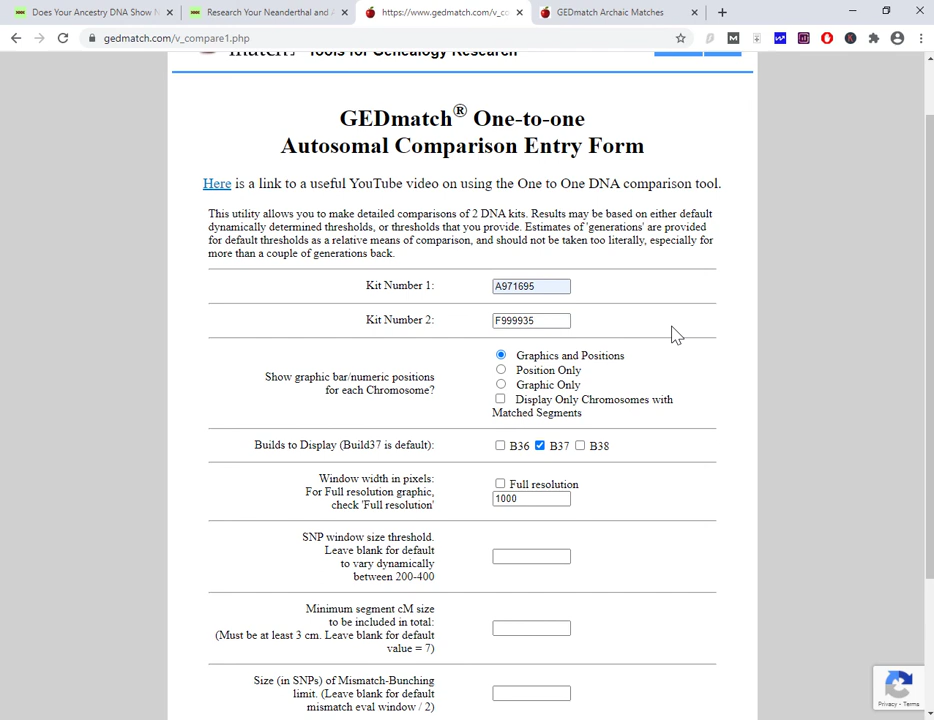 Does Your Ancestry DNA Show N
Research Your Neanderthal and A
https://www.gedmatch.com/v_co
GEDmatch Archaic Matches
gedmatch.com/v_compare1.php
Tools for Genealogy Research
GEDmatch® One-to-one
Autosomal Comparison Entry Form
Here is a link to a useful YouTube video on using the One to One DNA comparison tool.
This utility allows you to make detailed comparisons of 2 DNA kits. Results may be based on either default
dynamically determined thresholds, or thresholds that you provide. Estimates of 'generations' are provided
for default thresholds as a relative means of comparison, and should not be taken too literally, especially for
more than a couple of generations back.
Kit Number 1:
A971695
Kit Number 2:
F999935
Show graphic bar/numeric positions
for each Chromosome?
Graphics and Positions
Position Only
Graphic Only
Display Only Chromosomes with
Matched Segments
Builds to Display (Build37 is default):
B36 B37 B38
Window width in pixels:
For Full resolution graphic,
check 'Full resolution'
Full resolution
1000
SNP window size threshold.
Leave blank for default
to vary dynamically
between 200-400
Minimum segment cM size
to be included in total:
(Must be at least 3 cm. Leave blank for default
value = 7)
Size (in SNPs) of Mismatch-Bunching
limit. (Leave blank for default
mismatch eval window / 2)
Privacy - Terms